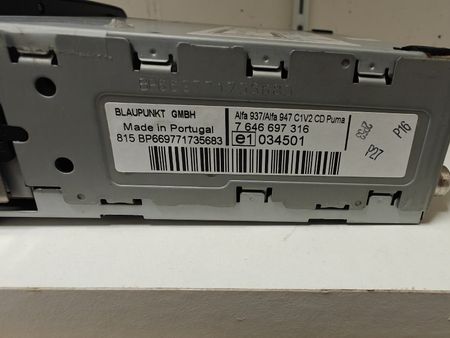 BP669771735683
BLAUPUNKT GMBH
Made in Portugal
815 BP669771735683
Alfa 937/Alfa 947 C1V2 CD Puma
7 646 697 316
e1 034501
P27
P16